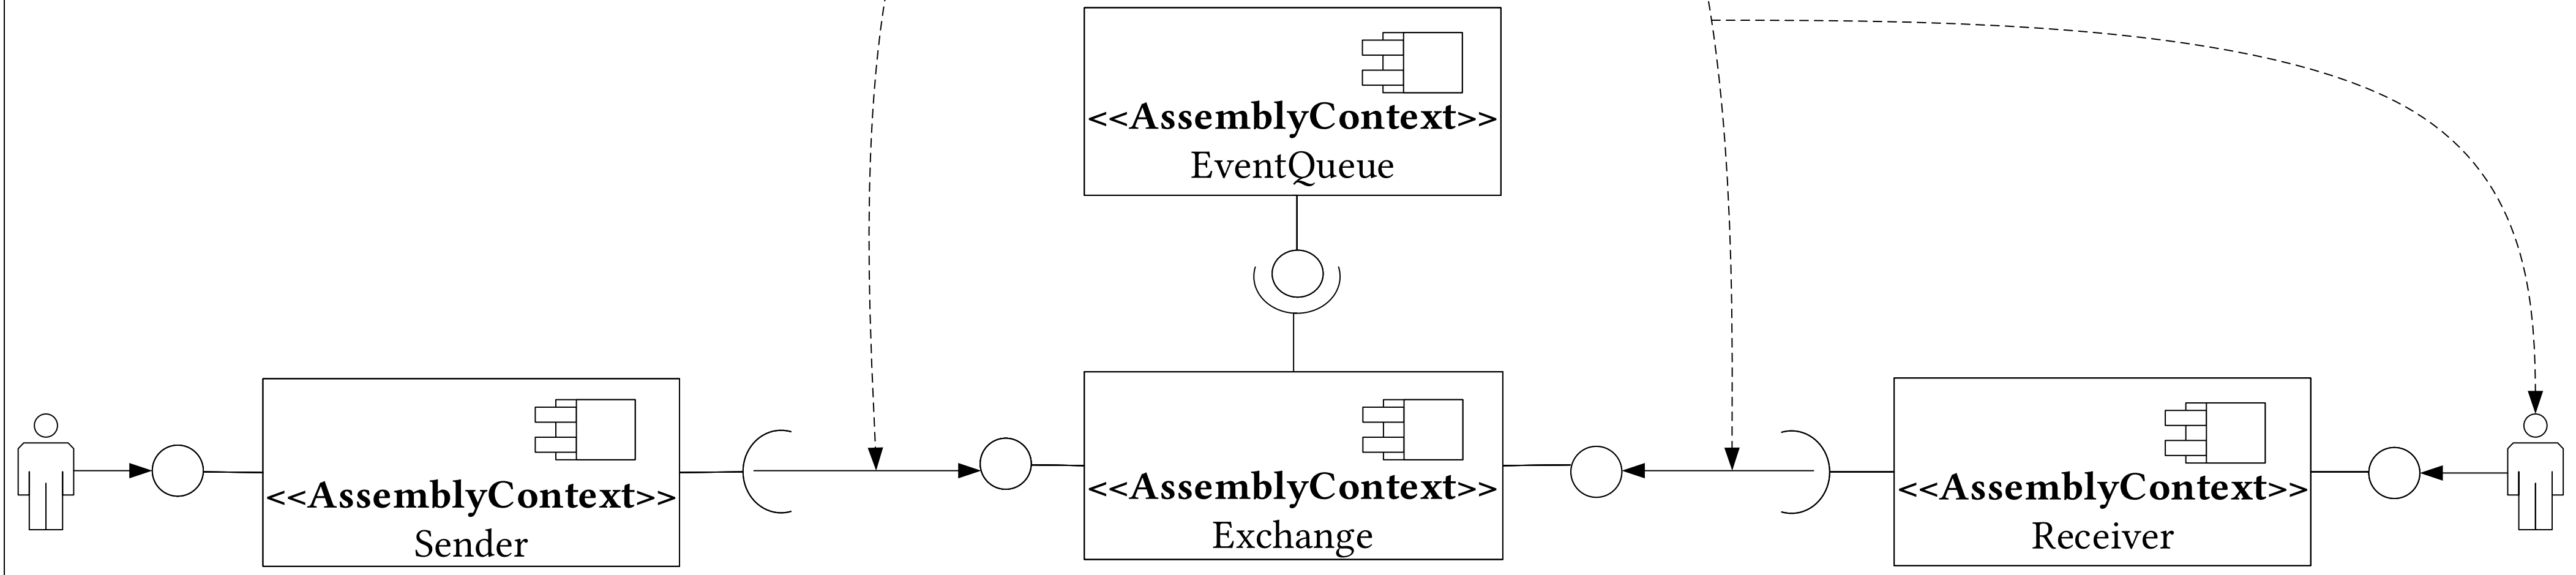 <<AssemblyContext>>
EventQueue
<<AssemblyContext>>
Sender
<<AssemblyContext>>
Exchange
<<AssemblyContext>>
Receiver